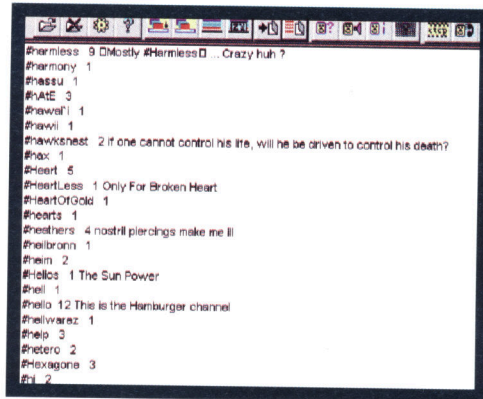 #harmless 9 □Mostly #Harmless□ ... Crazy huh ?
#harmony 1
#hassu 1
#hAtE 3
#hawai'i 1
#hawii 1
#hawksnest 2 If one cannot control his life, will he be driven to control his death?
#hax 1
#Heart 5
#HeartLess 1 Only For Broken Heart
#HeartOfGold 1
#hearts 1
#heathers 4 nostril piercings make me ill
#heilbronn 1
#heim 2
#Helios 1 The Sun Power
#hell 1
#hello 12 This is the Hamburger channel
#hellwarez 1
#help 3
#hetero 2
#Hexagone 3
#hi 2